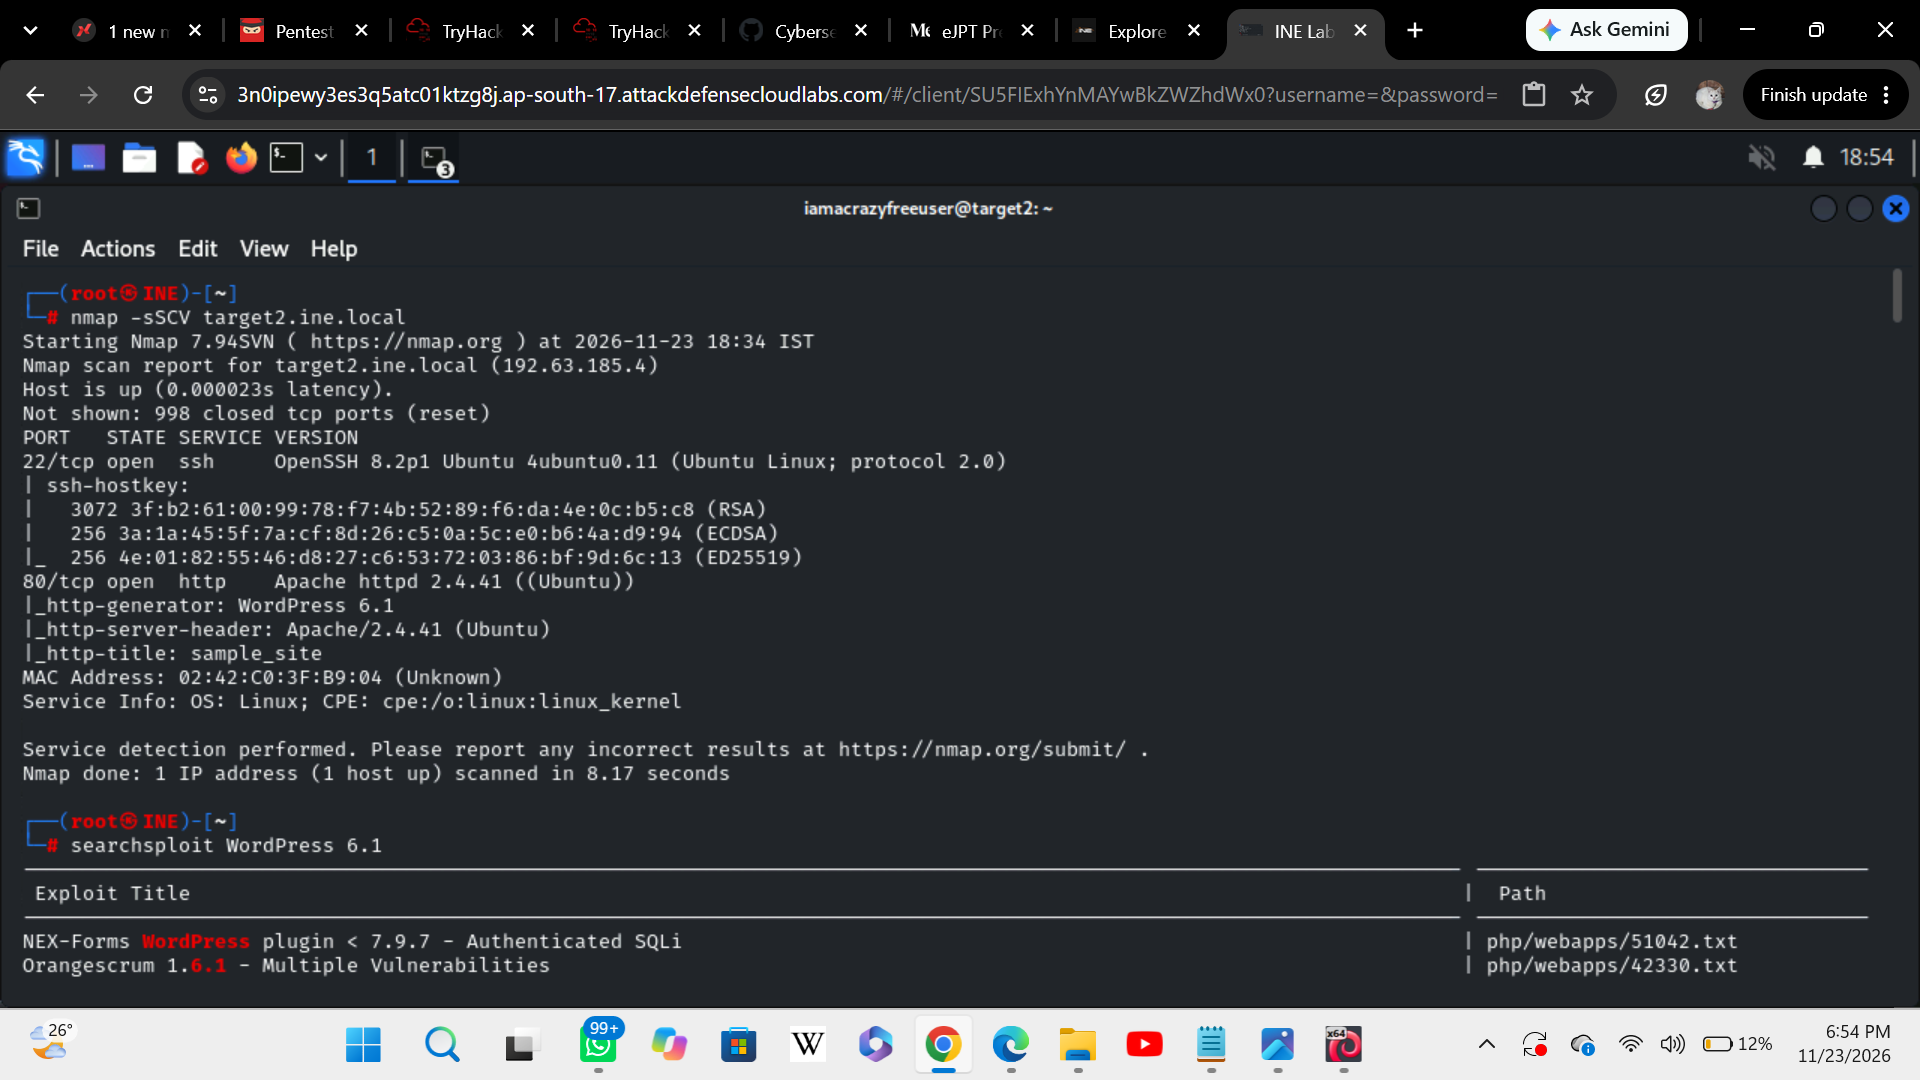 1 new n
Pentest
TryHack
TryHack
Cyberse
eJPT Pre
Explore
INE Lab
Ask Gemini
3n0ipewy3es3q5atc01ktzg8j.ap-south-17.attackdefensecloudlabs.com/#/client/SU5FIExhYnMAYwBkZWZhdWx0?username=&password=
Finish update
1
3
18:54
iamacrazyfreeuser@target2: ~
File Actions Edit View Help
┌──(root㉿INE)-[~]
└─# nmap -sSCV target2.ine.local
Starting Nmap 7.94SVN ( https://nmap.org ) at 2026-11-23 18:34 IST
Nmap scan report for target2.ine.local (192.63.185.4)
Host is up (0.000023s latency).
Not shown: 998 closed tcp ports (reset)
PORT   STATE SERVICE VERSION
22/tcp open  ssh     OpenSSH 8.2p1 Ubuntu 4ubuntu0.11 (Ubuntu Linux; protocol 2.0)
| ssh-hostkey:
|   3072 3f:b2:61:00:99:78:f7:4b:52:89:f6:da:4e:0c:b5:c8 (RSA)
|   256 3a:1a:45:5f:7a:cf:8d:26:c5:0a:5c:e0:b6:4a:d9:94 (ECDSA)
|_  256 4e:01:82:55:46:d8:27:c6:53:72:03:86:bf:9d:6c:13 (ED25519)
80/tcp open  http    Apache httpd 2.4.41 ((Ubuntu))
|_http-generator: WordPress 6.1
|_http-server-header: Apache/2.4.41 (Ubuntu)
|_http-title: sample_site
MAC Address: 02:42:C0:3F:B9:04 (Unknown)
Service Info: OS: Linux; CPE: cpe:/o:linux:linux_kernel
Service detection performed. Please report any incorrect results at https://nmap.org/submit/ .
Nmap done: 1 IP address (1 host up) scanned in 8.17 seconds
┌──(root㉿INE)-[~]
└─# searchsploit WordPress 6.1
Exploit Title | Path
NEX-Forms WordPress plugin < 7.9.7 - Authenticated SQLi | php/webapps/51042.txt
Orangescrum 1.6.1 - Multiple Vulnerabilities | php/webapps/42330.txt
26°
99+
W
x64
12%
6:54 PM
11/23/2026